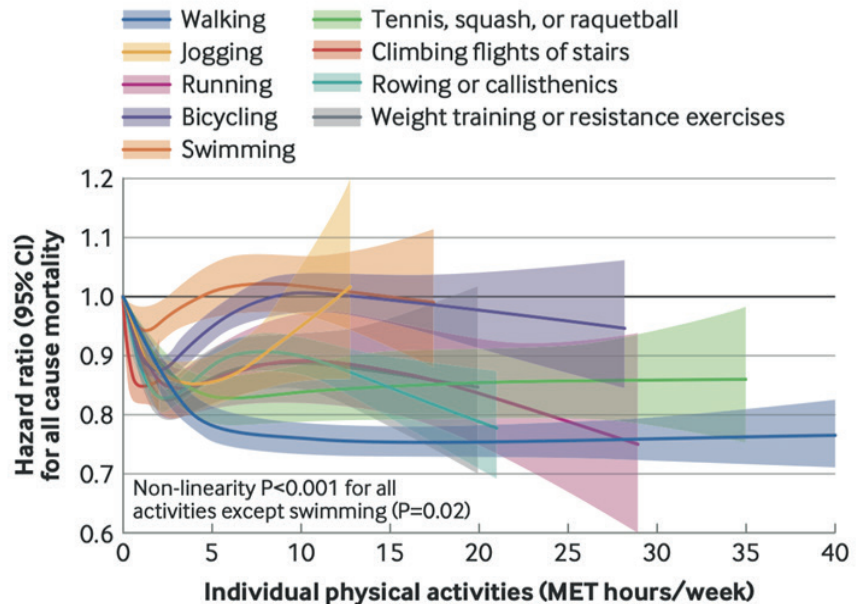 Walking
Jogging
Running
Bicycling
Swimming
Tennis, squash, or raquetball
Climbing flights of stairs
Rowing or callisthenics
Weight training or resistance exercises
Hazard ratio (95% CI)
for all cause mortality
1.2
1.1
1.0
0.9
0.8
0.7
0.6
Non-linearity P<0.001 for all
activities except swimming (P=0.02)
0 5 10 15 20 25 30 35 40
Individual physical activities (MET hours/week)